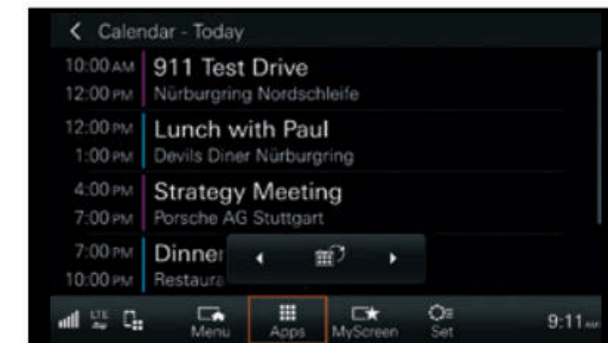 Calendar - Today
10:00 AM 911 Test Drive
12:00 PM Nürburgring Nordschleife
12:00 PM Lunch with Paul
1:00 PM Devils Diner Nürburgring
4:00 PM Strategy Meeting
7:00 PM Porsche AG Stuttgart
7:00 PM Dinner
10:00 PM Restaura
LTE Menu Apps MyScreen Set 9:11 AM